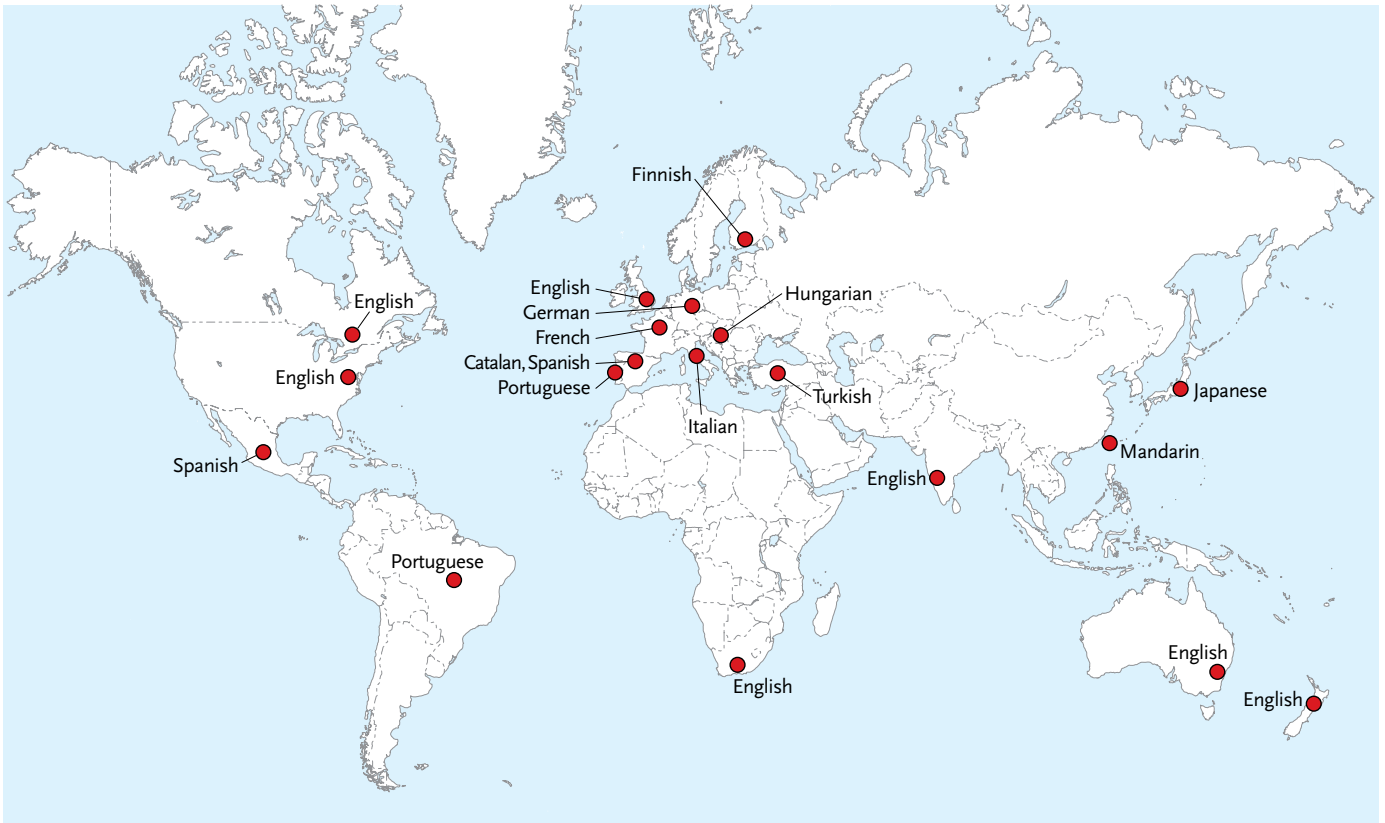 Finnish
English
Hungarian
German
English
French
Catalan, Spanish
English
Portuguese
Japanese
Turkish
Italian
Mandarin
Spanish
English
Portuguese
English
English
English